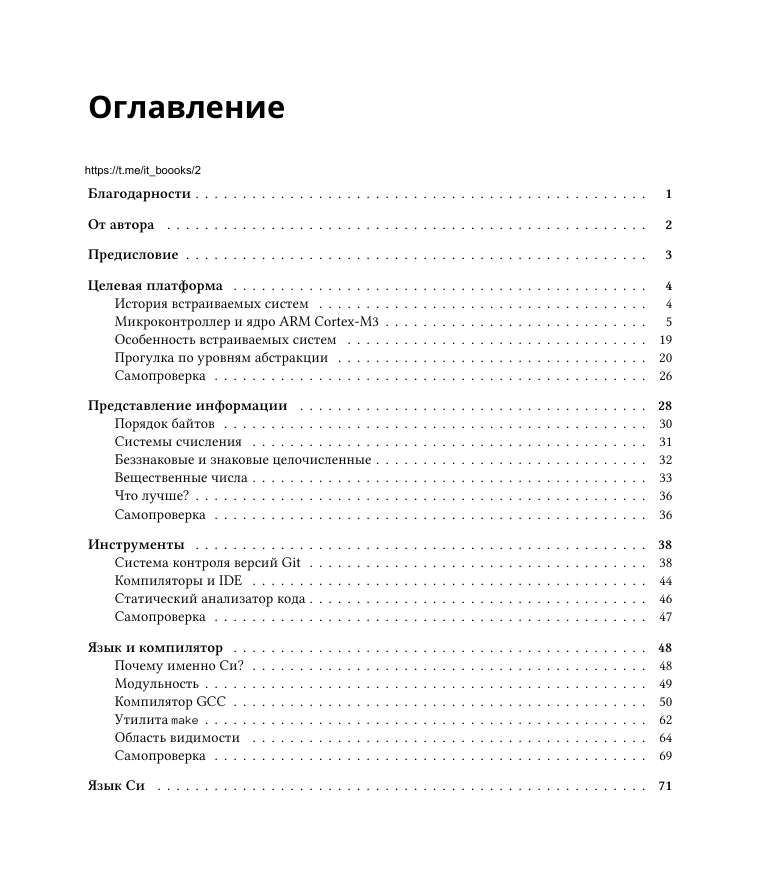 Оглавление
https://t.me/it_boooks/2
Благодарности . . . . . . . . . . . . . . . . . . . . . . . . . . . . . . . . . . . . . . . . . . . . . . . . 1
От автора . . . . . . . . . . . . . . . . . . . . . . . . . . . . . . . . . . . . . . . . . . . . . . . . . . . 2
Предисловие . . . . . . . . . . . . . . . . . . . . . . . . . . . . . . . . . . . . . . . . . . . . . . . . . 3
Целевая платформа . . . . . . . . . . . . . . . . . . . . . . . . . . . . . . . . . . . . . . . . . . . . 4
История встраиваемых систем . . . . . . . . . . . . . . . . . . . . . . . . . . . . . . . . . . . 4
Микроконтроллер и ядро ARM Cortex-M3 . . . . . . . . . . . . . . . . . . . . . . . . . . . . 5
Особенность встраиваемых систем . . . . . . . . . . . . . . . . . . . . . . . . . . . . . . . . 19
Прогулка по уровням абстракции . . . . . . . . . . . . . . . . . . . . . . . . . . . . . . . . . 20
Самопроверка . . . . . . . . . . . . . . . . . . . . . . . . . . . . . . . . . . . . . . . . . . . . . . 26
Представление информации . . . . . . . . . . . . . . . . . . . . . . . . . . . . . . . . . . . . . 28
Порядок байтов . . . . . . . . . . . . . . . . . . . . . . . . . . . . . . . . . . . . . . . . . . . . . 30
Системы счисления . . . . . . . . . . . . . . . . . . . . . . . . . . . . . . . . . . . . . . . . . . 31
Беззнаковые и знаковые целочисленные . . . . . . . . . . . . . . . . . . . . . . . . . . . . . 32
Вещественные числа . . . . . . . . . . . . . . . . . . . . . . . . . . . . . . . . . . . . . . . . . . 33
Что лучше? . . . . . . . . . . . . . . . . . . . . . . . . . . . . . . . . . . . . . . . . . . . . . . . . 36
Самопроверка . . . . . . . . . . . . . . . . . . . . . . . . . . . . . . . . . . . . . . . . . . . . . . 36
Инструменты . . . . . . . . . . . . . . . . . . . . . . . . . . . . . . . . . . . . . . . . . . . . . . . . 38
Система контроля версий Git . . . . . . . . . . . . . . . . . . . . . . . . . . . . . . . . . . . . 38
Компиляторы и IDE . . . . . . . . . . . . . . . . . . . . . . . . . . . . . . . . . . . . . . . . . . 44
Статический анализатор кода . . . . . . . . . . . . . . . . . . . . . . . . . . . . . . . . . . . . 46
Самопроверка . . . . . . . . . . . . . . . . . . . . . . . . . . . . . . . . . . . . . . . . . . . . . . 47
Язык и компилятор . . . . . . . . . . . . . . . . . . . . . . . . . . . . . . . . . . . . . . . . . . . . 48
Почему именно Си? . . . . . . . . . . . . . . . . . . . . . . . . . . . . . . . . . . . . . . . . . . 48
Модульность . . . . . . . . . . . . . . . . . . . . . . . . . . . . . . . . . . . . . . . . . . . . . . . 49
Компилятор GCC . . . . . . . . . . . . . . . . . . . . . . . . . . . . . . . . . . . . . . . . . . . . 50
Утилита make . . . . . . . . . . . . . . . . . . . . . . . . . . . . . . . . . . . . . . . . . . . . . . . 62
Область видимости . . . . . . . . . . . . . . . . . . . . . . . . . . . . . . . . . . . . . . . . . . 64
Самопроверка . . . . . . . . . . . . . . . . . . . . . . . . . . . . . . . . . . . . . . . . . . . . . . 69
Язык Си . . . . . . . . . . . . . . . . . . . . . . . . . . . . . . . . . . . . . . . . . . . . . . . . . . . . 71